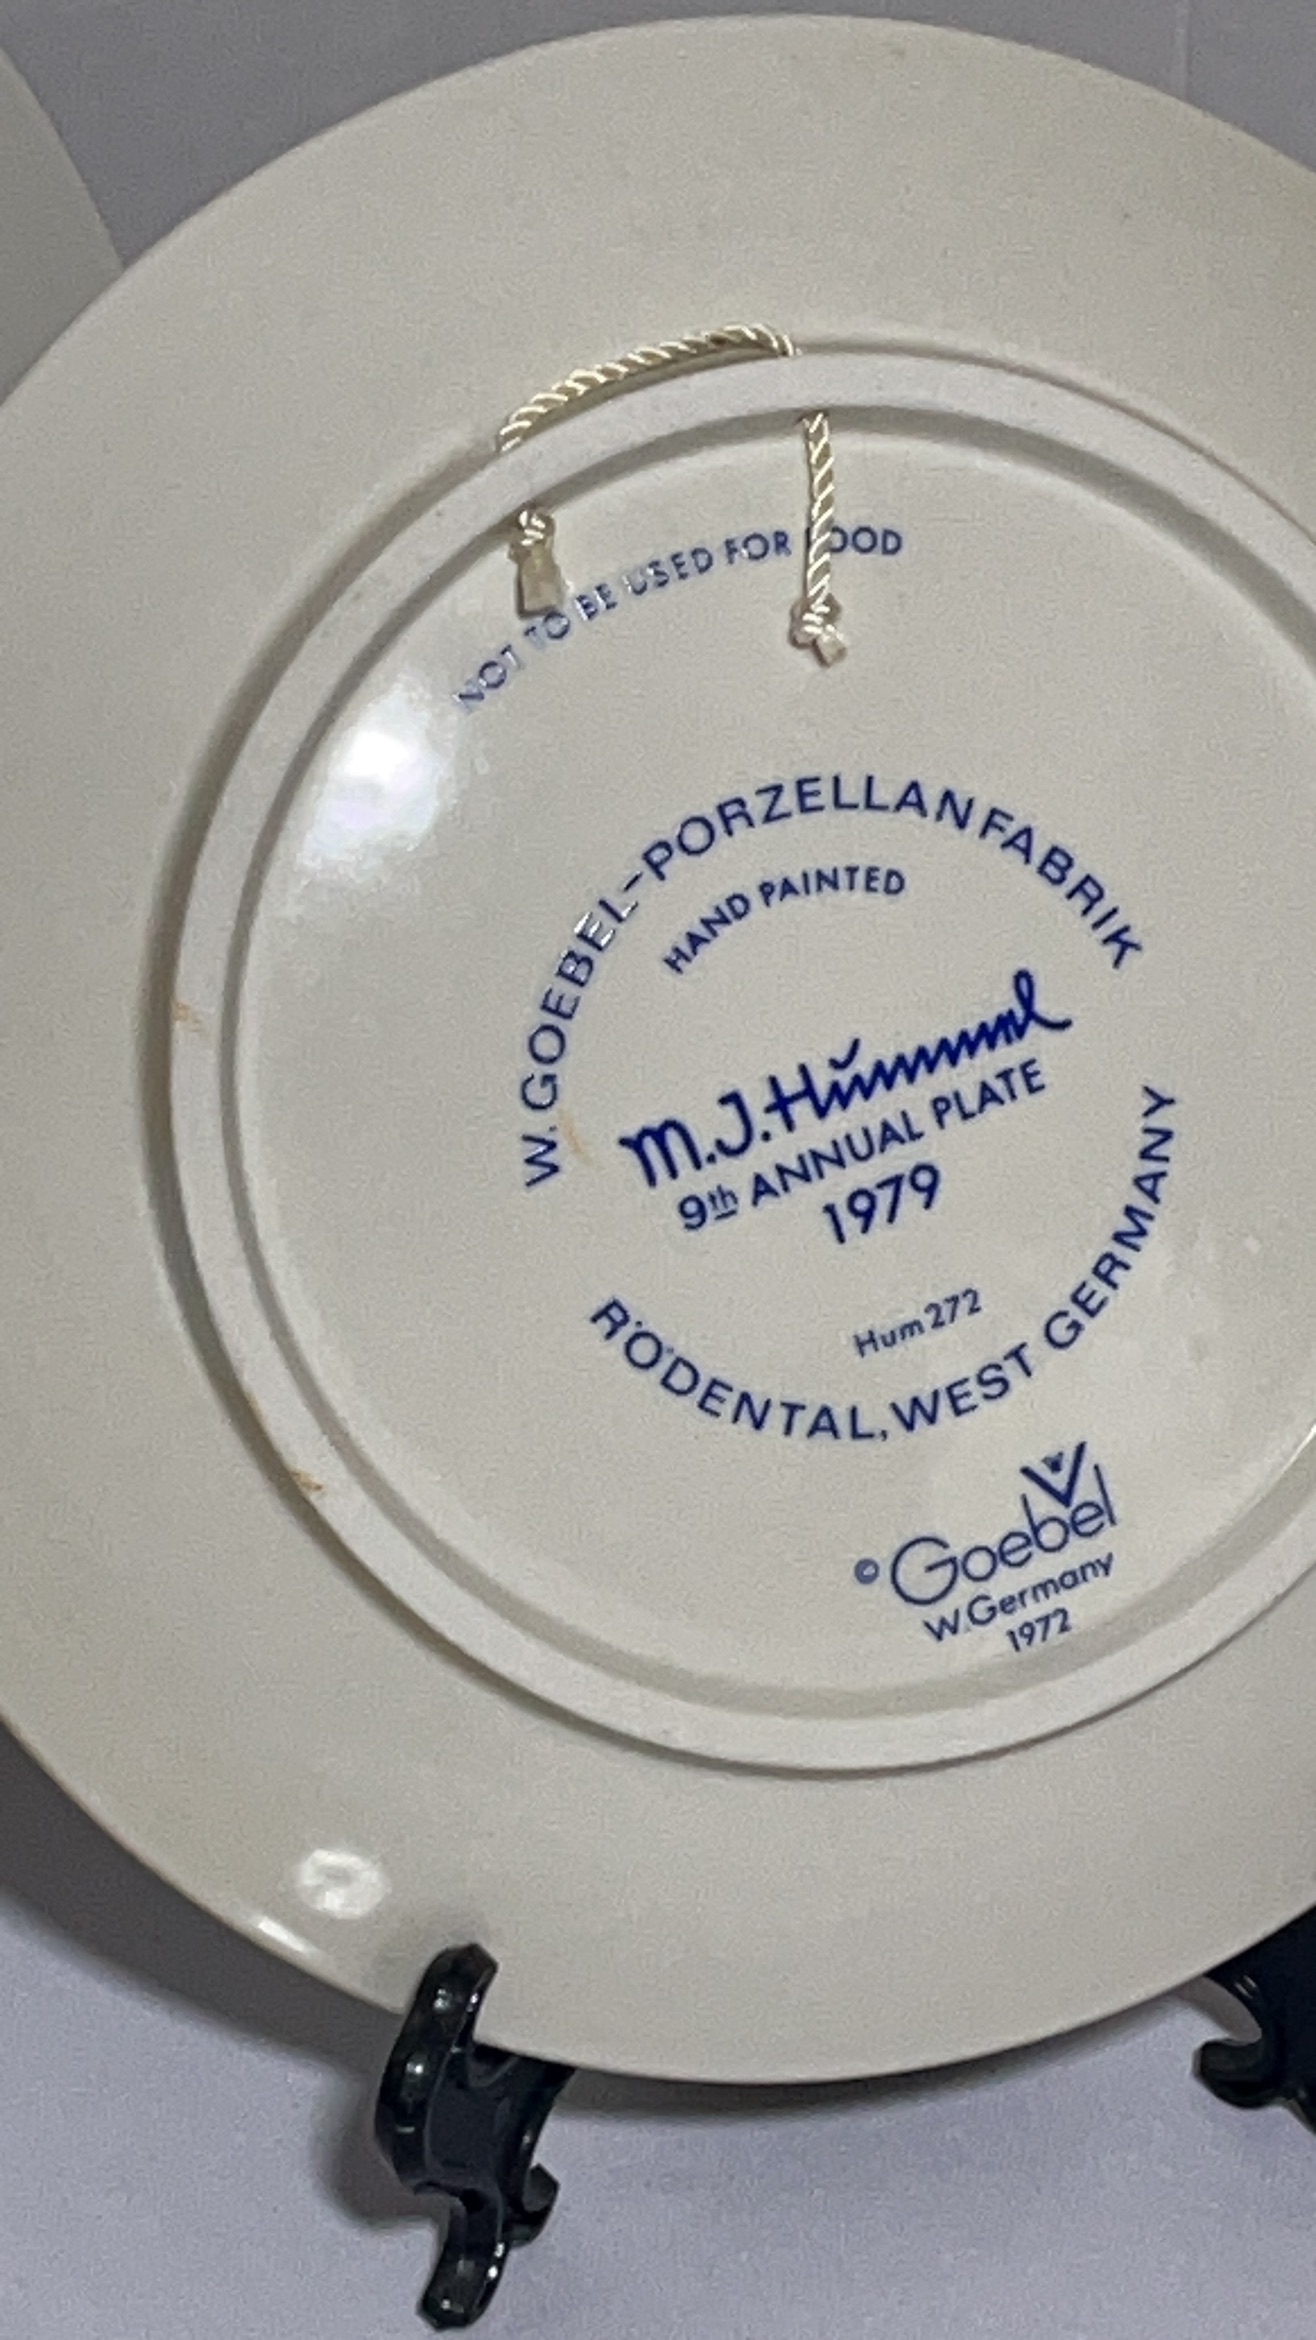 NOT TO BE USED FOR FOOD
W. GOEBEL-PORZELLANFABRIK
HAND PAINTED
M.J.Hŭmmel
9th ANNUAL PLATE
1979
Hum 272
RÖDENTAL, WEST GERMANY
© Goebel
W. Germany
1972